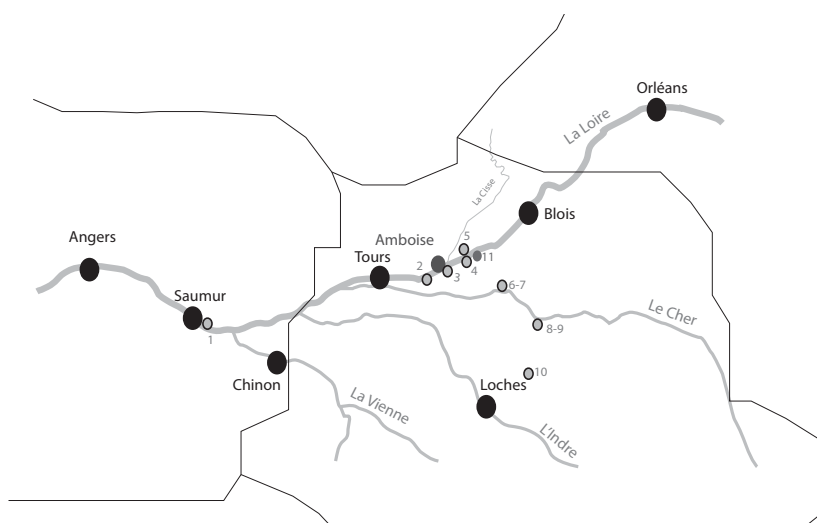 Orléans
La Loire
La Cisse
Blois
Angers
Amboise
5
11
Tours
4
2
3
6-7
Saumur
Le Cher
1
8-9
10
Chinon
Loches
La Vienne
L'Indre